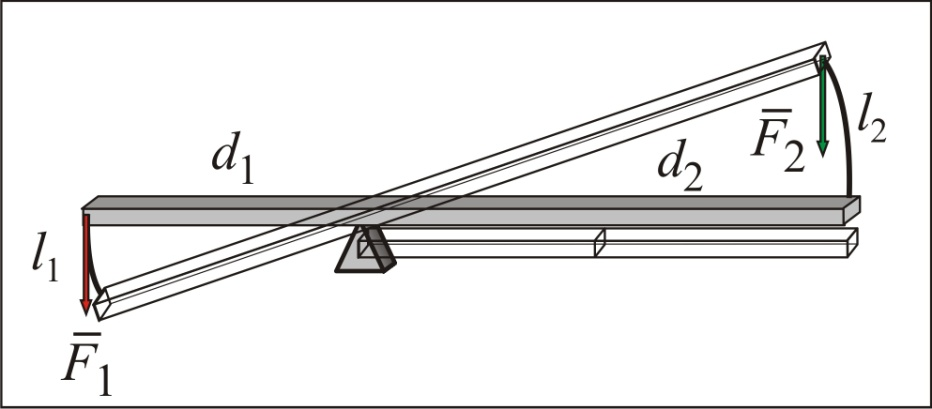 d₁
d₂
F̅₂
l₂
l₁
F̅₁